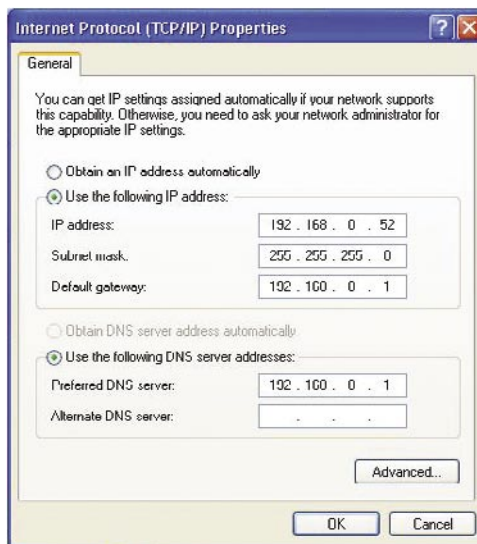 Internet Protocol (TCP/IP) Properties
General
You can get IP settings assigned automatically if your network supports
this capability. Otherwise, you need to ask your network administrator for
the appropriate IP settings.
Obtain an IP address automatically
Use the following IP address:
IP address: 192 . 168 . 0 . 52
Subnet mask: 255 . 255 . 255 . 0
Default gateway: 192 . 168 . 0 . 1
Obtain DNS server address automatically
Use the following DNS server addresses:
Preferred DNS server: 192 . 168 . 0 . 1
Alternate DNS server: . . .
Advanced...
OK Cancel